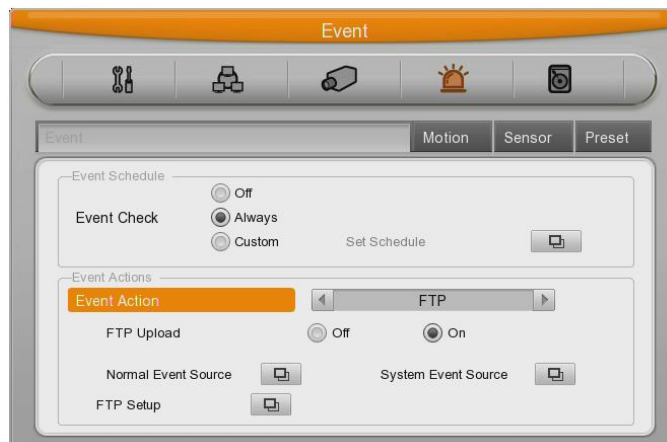 Event
Event Motion Sensor Preset
Event Schedule
Off
Event Check Always
Custom Set Schedule
Event Actions
Event Action FTP
FTP Upload Off On
Normal Event Source System Event Source
FTP Setup